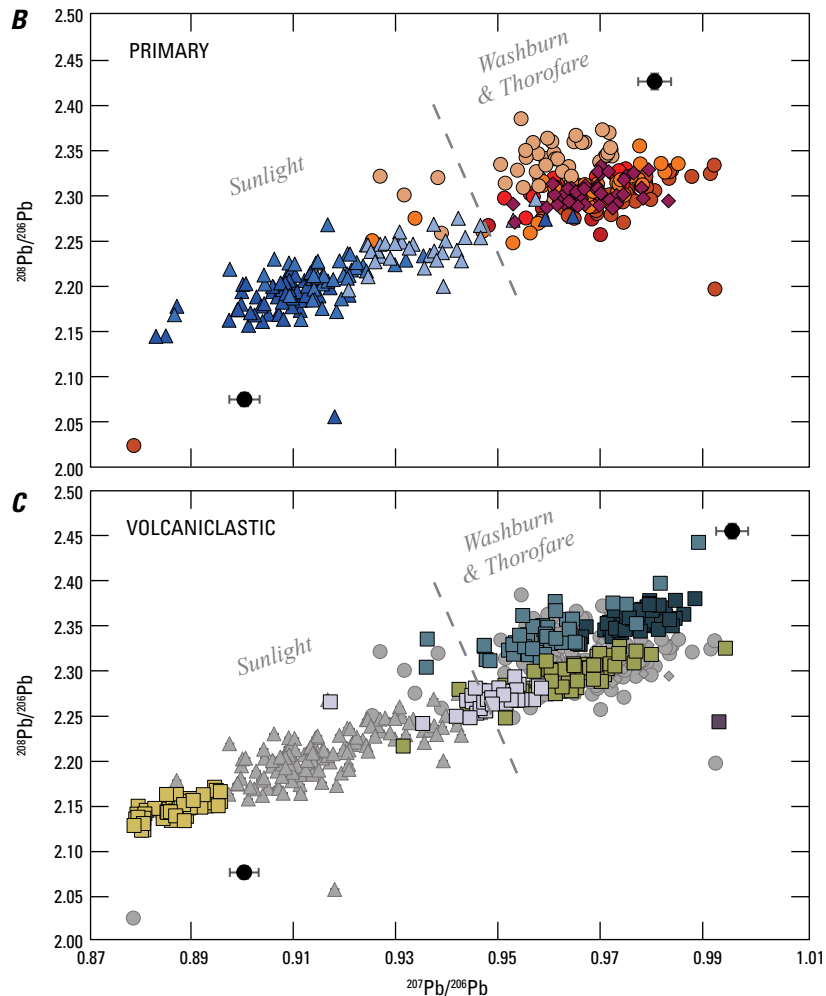 B
PRIMARY
Washburn
& Thorofare
Sunlight
2.50
2.45
2.40
2.35
2.30
2.25
2.20
2.15
2.10
2.05
2.00
208Pb/206Pb
C
VOLCANICLASTIC
Washburn
& Thorofare
Sunlight
2.50
2.45
2.40
2.35
2.30
2.25
2.20
2.15
2.10
2.05
2.00
208Pb/206Pb
0.87 0.89 0.91 0.93 0.95 0.97 0.99 1.01
207Pb/206Pb